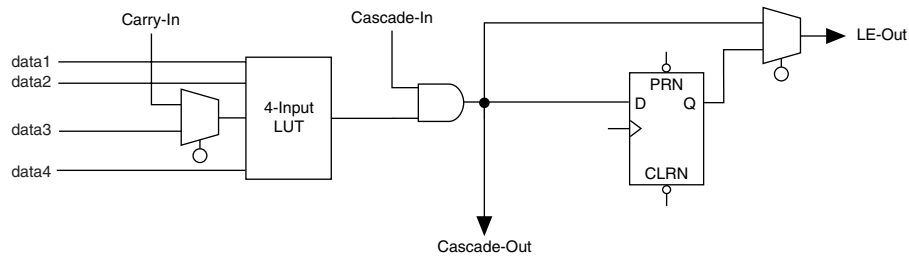 Carry-In
Cascade-In
LE-Out
data1
data2
PRN
4-Input
LUT
D
Q
data3
data4
CLRN
Cascade-Out